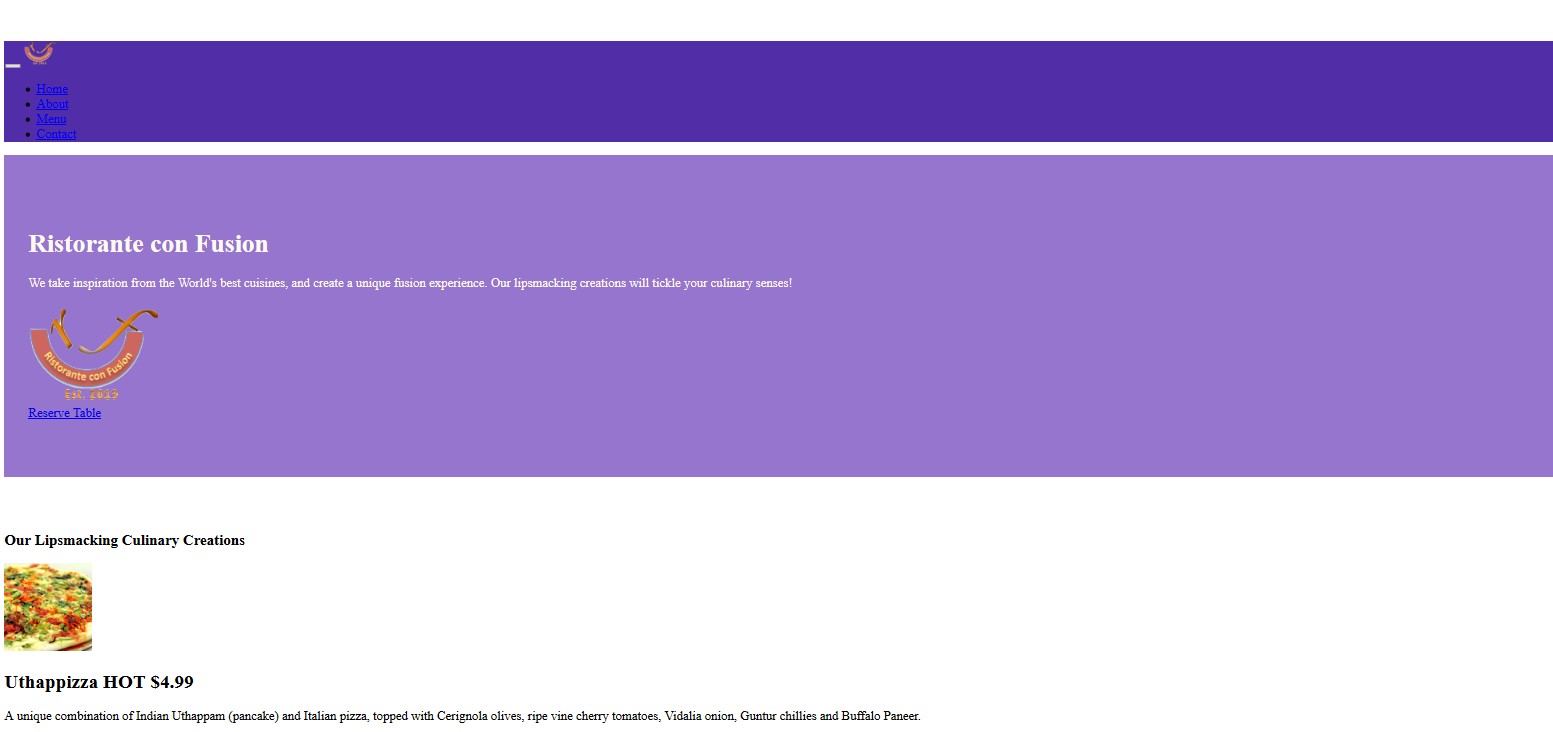 Home
About
Menu
Contact
Ristorante con Fusion
We take inspiration from the World's best cuisines, and create a unique fusion experience. Our lipsmacking creations will tickle your culinary senses!
Ristorante con Fusion
Est. 2019
Reserve Table
Our Lipsmacking Culinary Creations
Uthappizza HOT $4.99
A unique combination of Indian Uthappam (pancake) and Italian pizza, topped with Cerignola olives, ripe vine cherry tomatoes, Vidalia onion, Guntur chillies and Buffalo Paneer.